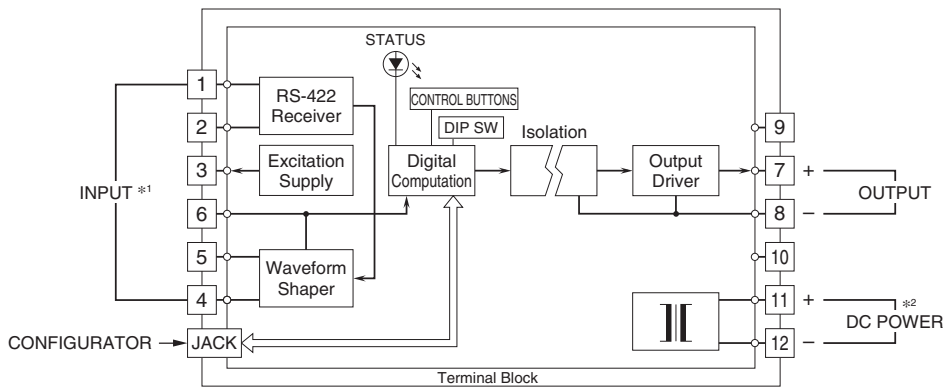 STATUS
CONTROL BUTTONS
DIP SW
Isolation
1
RS-422
Receiver
2
9
3
Excitation
Supply
Digital
Computation
Output
Driver
7
+
INPUT *1
OUTPUT
6
8
–
5
Waveform
Shaper
10
4
11
+
*2
DC POWER
CONFIGURATOR
JACK
12
–
Terminal Block